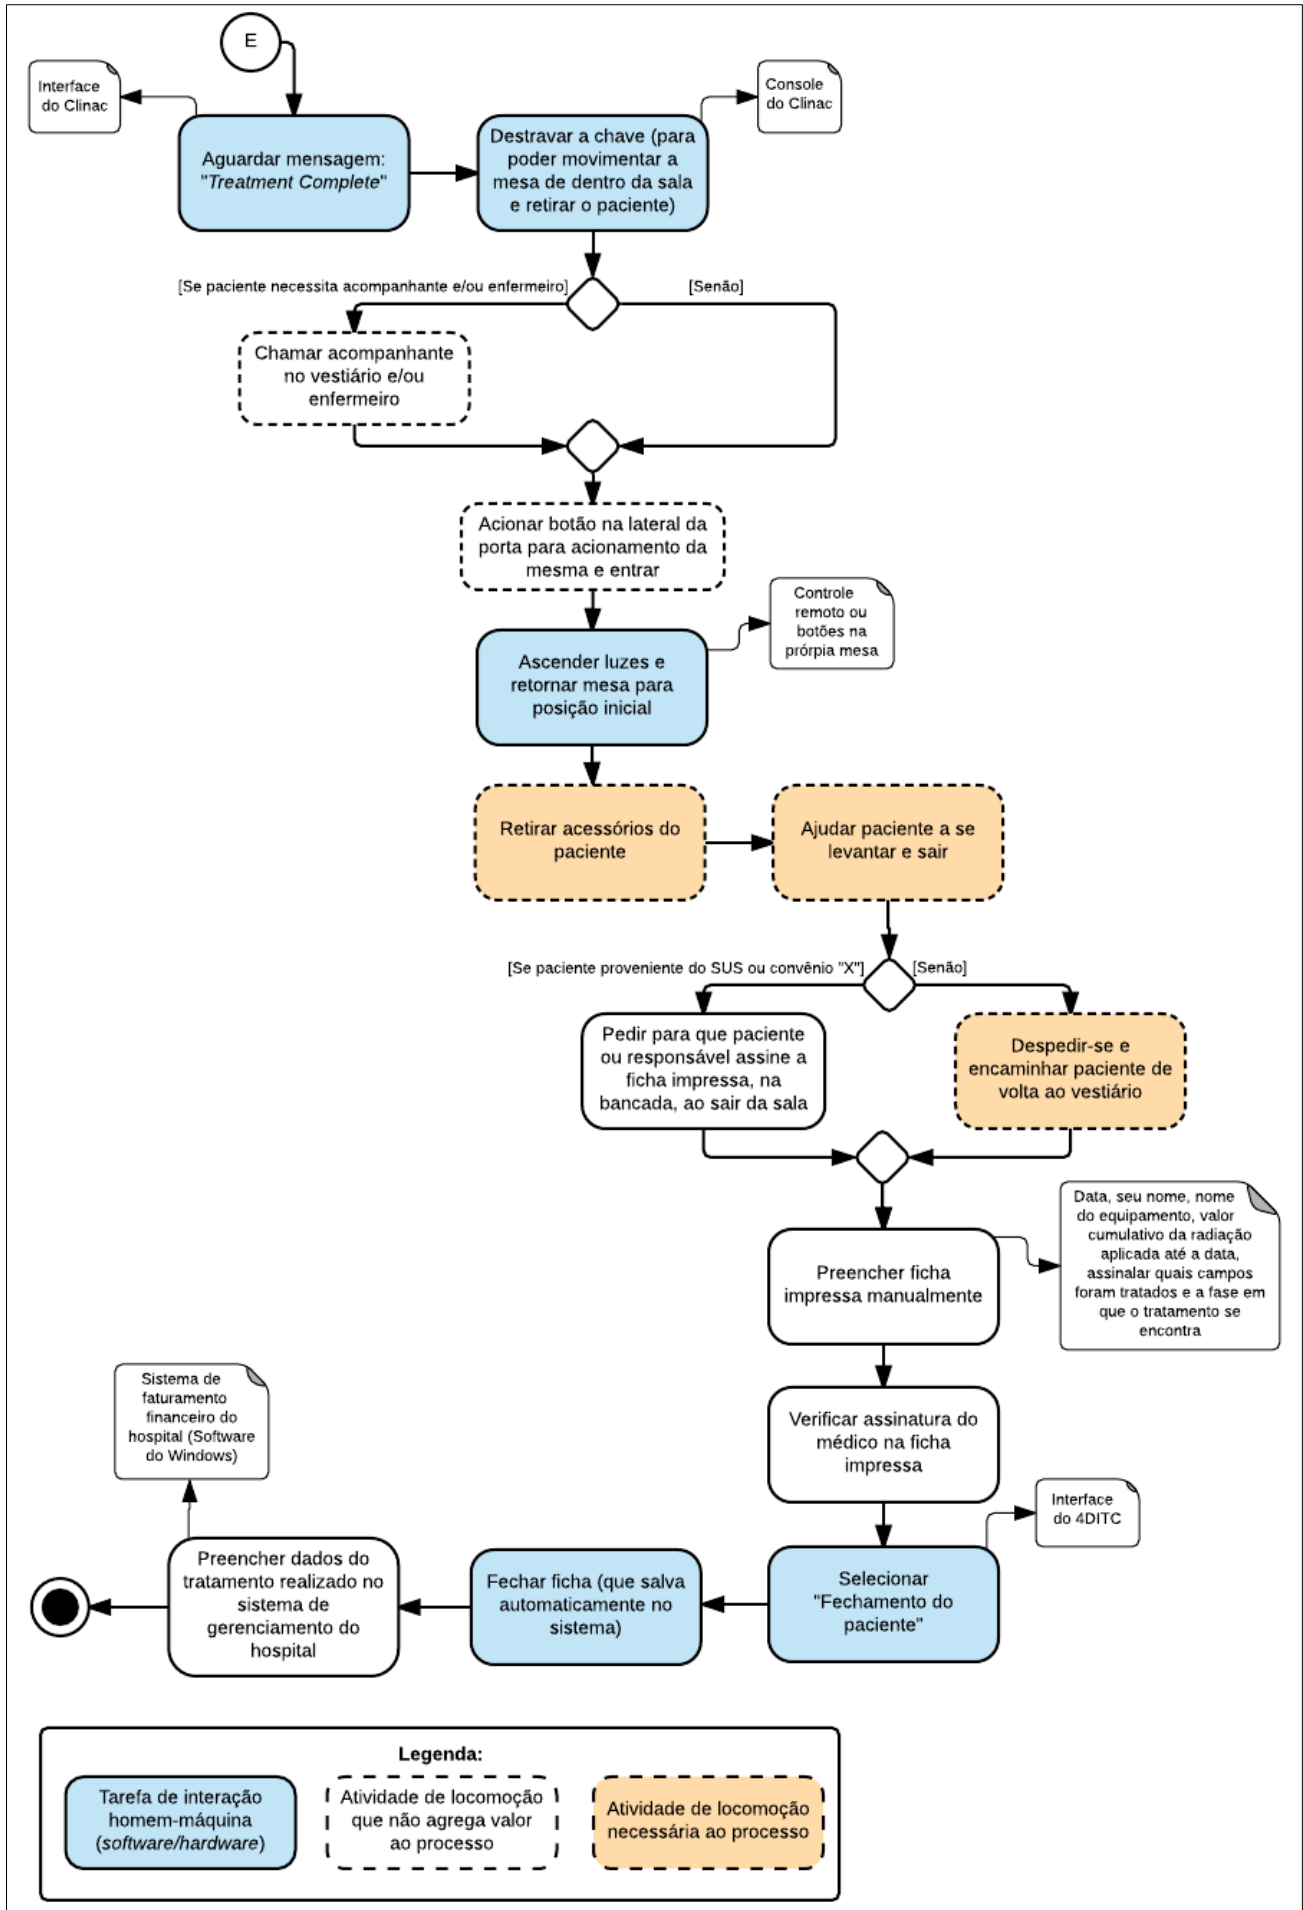 E
Interface
do Clinac
Console
do Clinac
Aguardar mensagem:
"Treatment Complete"
Destravar a chave (para
poder movimentar a
mesa de dentro da sala
e retirar o paciente)
[Se paciente necessita acompanhante e/ou enfermeiro]
[Senão]
Chamar acompanhante
no vestiário e/ou
enfermeiro
Acionar botão na lateral da
porta para acionamento da
mesma e entrar
Controle
remoto ou
botões na
prórpia mesa
Ascender luzes e
retornar mesa para
posição inicial
Retirar acessórios do
paciente
Ajudar paciente a se
levantar e sair
[Se paciente proveniente do SUS ou convênio "X"]
[Senão]
Pedir para que paciente
ou responsável assine a
ficha impressa, na
bancada, ao sair da sala
Despedir-se e
encaminhar paciente de
volta ao vestiário
Data, seu nome, nome
do equipamento, valor
cumulativo da radiação
aplicada até a data,
assinalar quais campos
foram tratados e a fase em
que o tratamento se
encontra
Preencher ficha
impressa manualmente
Verificar assinatura do
médico na ficha
impressa
Sistema de
faturamento
financeiro do
hospital (Software
do Windows)
Interface
do 4DITC
Preencher dados do
tratamento realizado no
sistema de
gerenciamento do
hospital
Fechar ficha (que salva
automaticamente no
sistema)
Selecionar
"Fechamento do
paciente"
Legenda:
Tarefa de interação
homem-máquina
(software/hardware)
Atividade de locomoção
que não agrega valor
ao processo
Atividade de locomoção
necessária ao processo